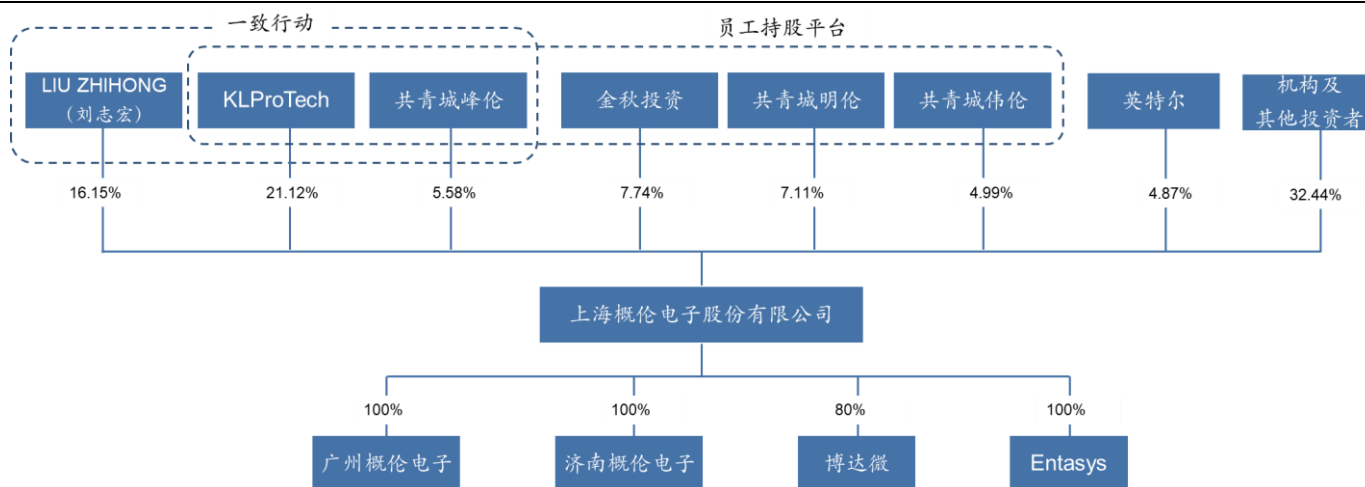 一致行动
员工持股平台
LIU ZHIHONG
(刘志宏)
KLProTech
共青城峰伦
金秋投资
共青城明伦
共青城伟伦
英特尔
机构及
其他投资者
16.15%
21.12%
5.58%
7.74%
7.11%
4.99%
4.87%
32.44%
上海概伦电子股份有限公司
100%
100%
80%
100%
广州概伦电子
济南概伦电子
博达微
Entasys